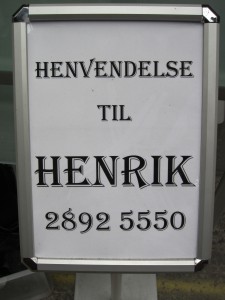 HENVENDELSE
TIL
HENRIK
2892 5550